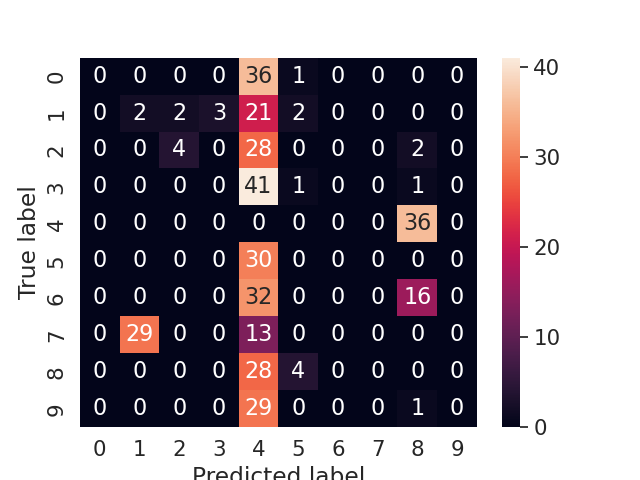 0 0 0 0 0 36 1 0 0 0 0 40
1 0 2 2 3 21 2 0 0 0 0
2 0 0 4 0 28 0 0 0 2 0 30
3 0 0 0 0 41 1 0 0 1 0
4 0 0 0 0 0 0 0 0 36 0
5 0 0 0 0 30 0 0 0 0 0 20
6 0 0 0 0 32 0 0 0 16 0
7 0 29 0 0 13 0 0 0 0 0 10
8 0 0 0 0 28 4 0 0 0 0
9 0 0 0 0 29 0 0 0 1 0 0
True label
0 1 2 3 4 5 6 7 8 9
Predicted label